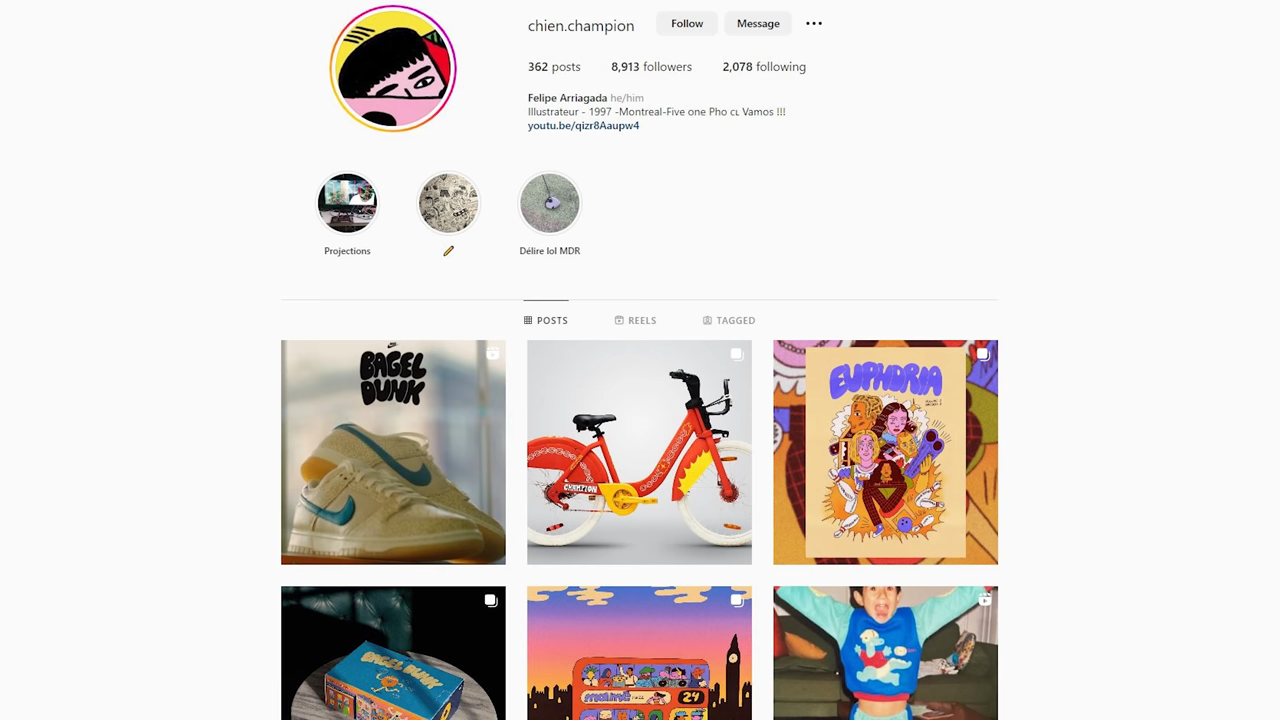 chien.champion
Follow
Message
362 posts
8,913 followers
2,078 following
Felipe Arriagada he/him
Illustrateur - 1997 -Montreal-Five one Pho ᴄʟ Vamos !!!
youtu.be/qizr8Aaupw4
Projections
Délire lol MDR
POSTS
REELS
TAGGED
BAGEL
DUNK
CHAMPION
EUPHORIA
BAGEL DUNK
24